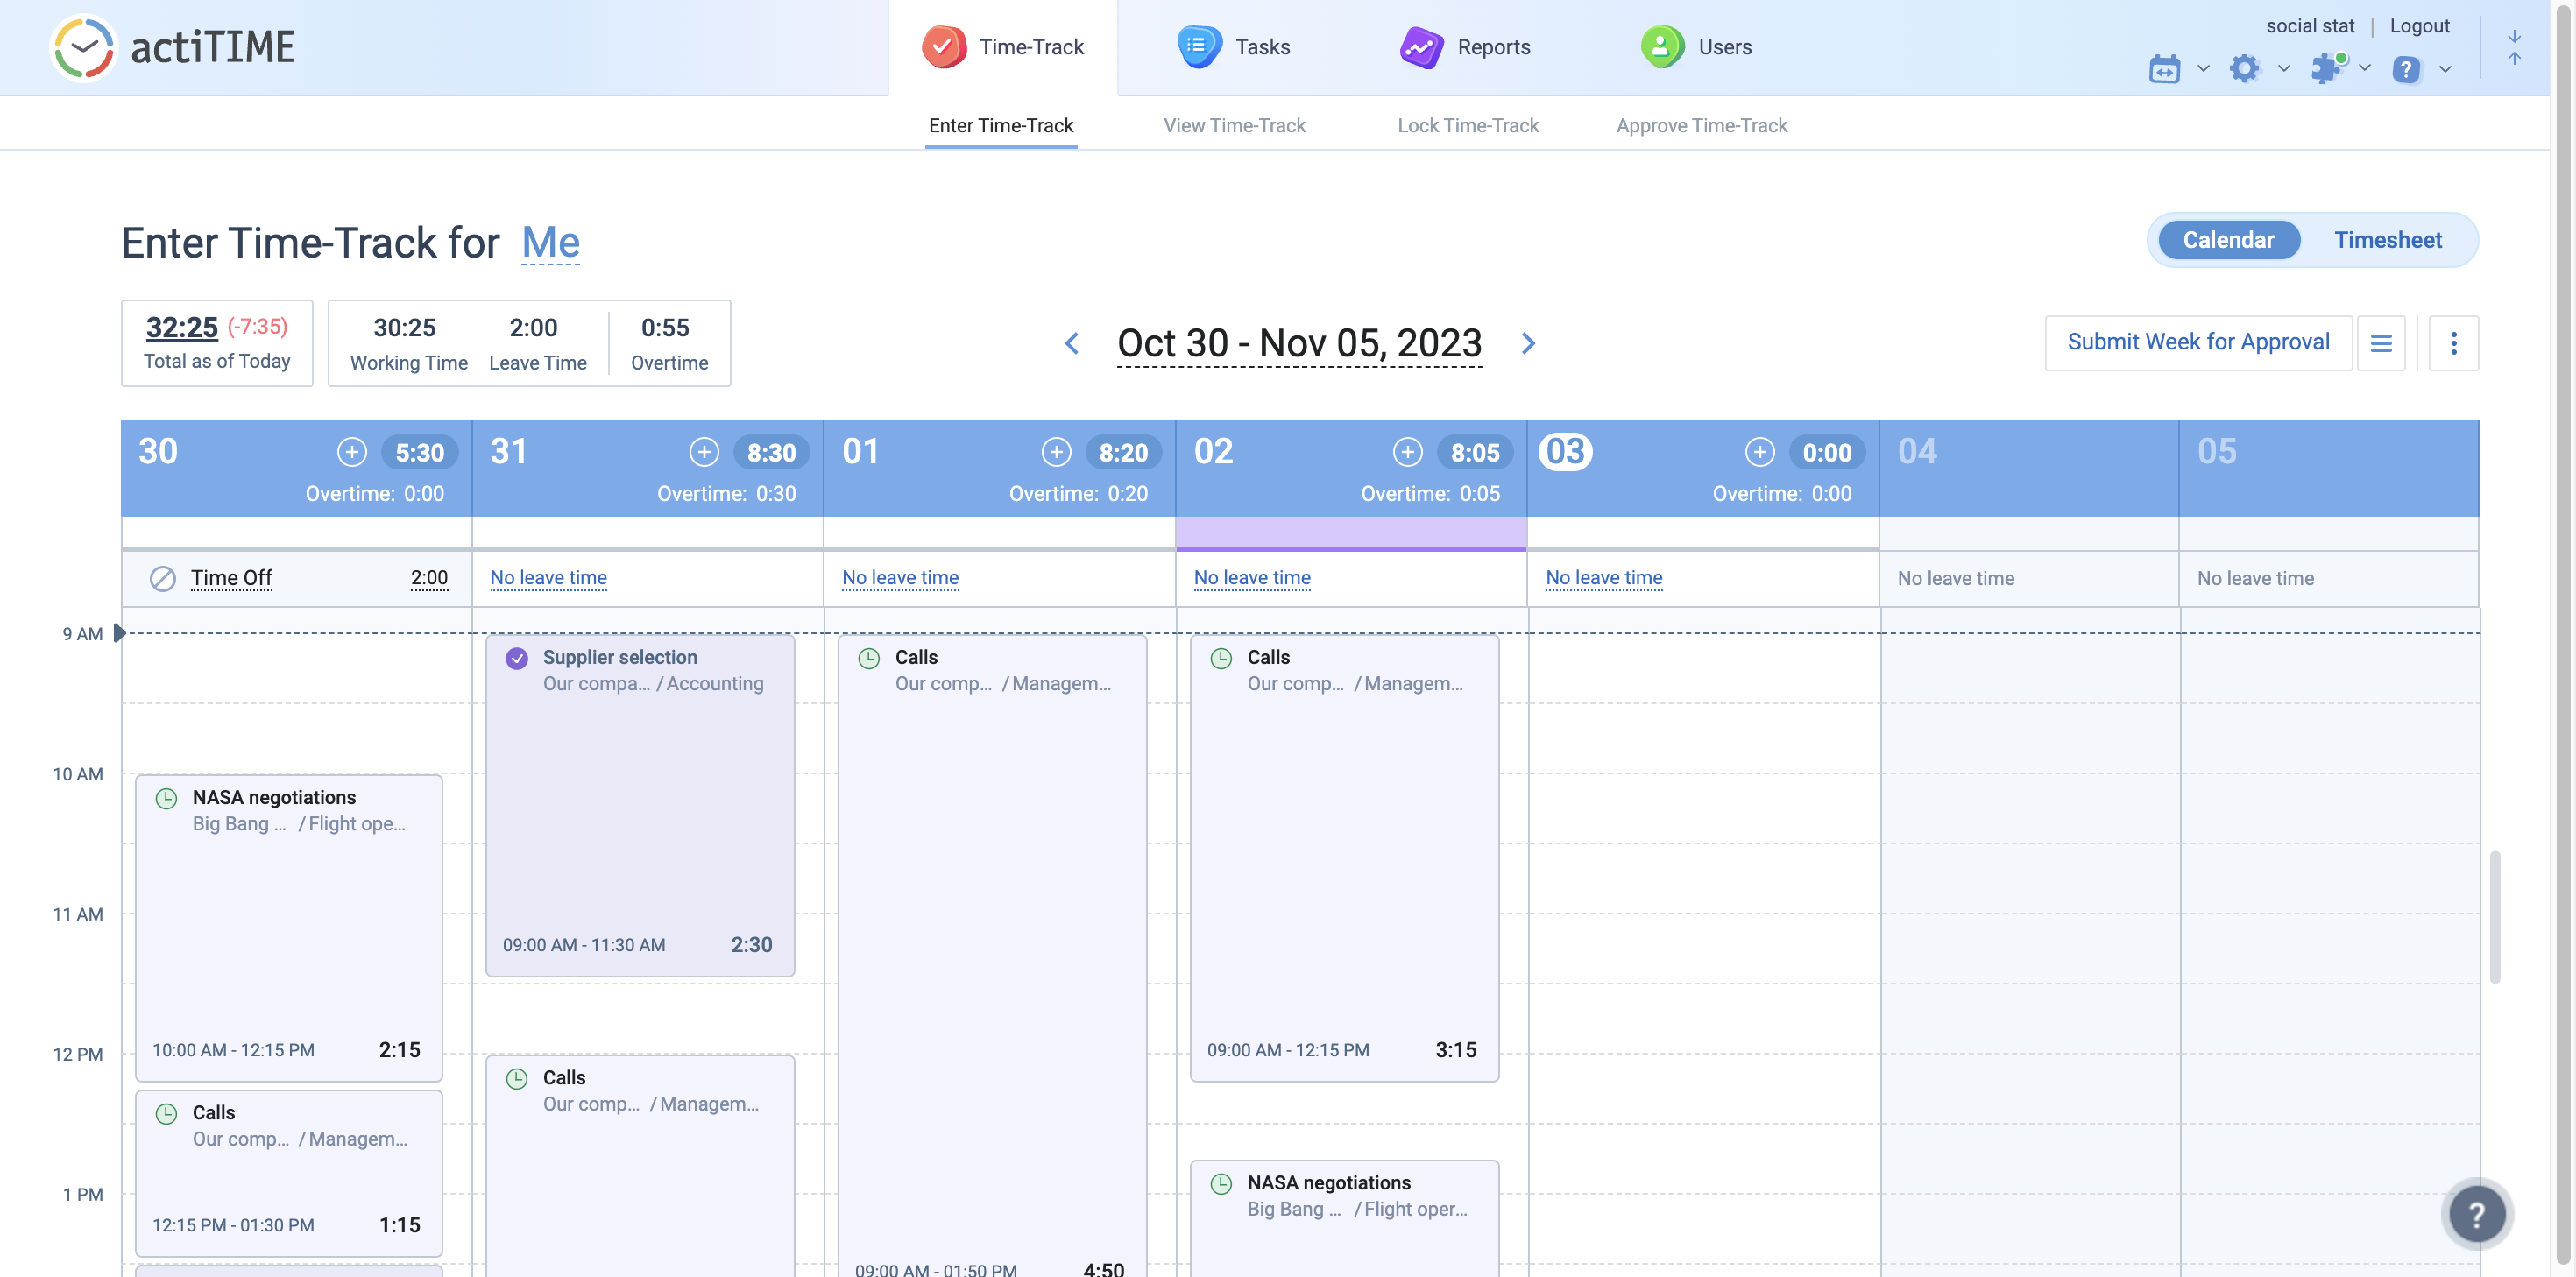 actiTIME
Time-Track
Tasks
Reports
Users
social stat | Logout
Enter Time-Track
View Time-Track
Lock Time-Track
Approve Time-Track
Enter Time-Track for Me
Calendar
Timesheet
32:25 (-7:35)
Total as of Today
30:25
Working Time
2:00
Leave Time
0:55
Overtime
Oct 30 - Nov 05, 2023
Submit Week for Approval
30
5:30
Overtime: 0:00
31
8:30
Overtime: 0:30
01
8:20
Overtime: 0:20
02
8:05
Overtime: 0:05
03
0:00
Overtime: 0:00
04
05
Time Off
2:00
No leave time
No leave time
No leave time
No leave time
No leave time
No leave time
9 AM
10 AM
11 AM
12 PM
1 PM
NASA negotiations
Big Bang ... / Flight ope...
10:00 AM - 12:15 PM 2:15
Calls
Our comp... / Managem...
12:15 PM - 01:30 PM 1:15
Supplier selection
Our compa... / Accounting
09:00 AM - 11:30 AM 2:30
Calls
Our comp... / Managem...
Calls
Our comp... / Managem...
09:00 AM - 01:50 PM 4:50
Calls
Our comp... / Managem...
09:00 AM - 12:15 PM 3:15
NASA negotiations
Big Bang ... / Flight oper...
?